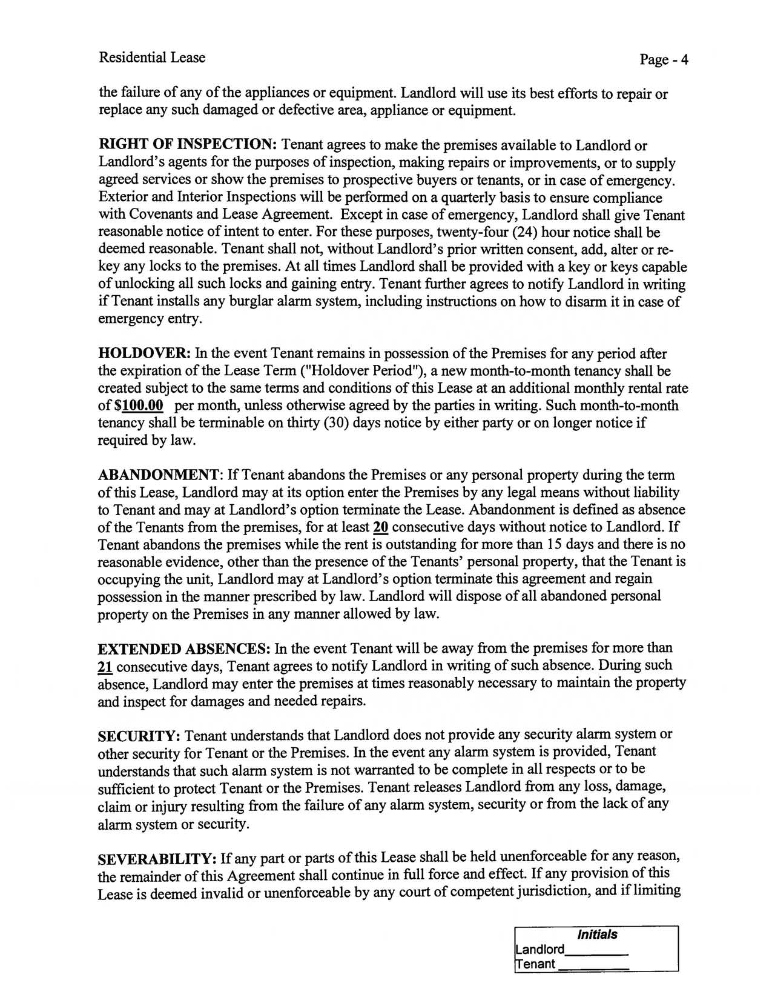 Residential Lease
Page - 4
the failure of any of the appliances or equipment. Landlord will use its best efforts to repair or
replace any such damaged or defective area, appliance or equipment.
RIGHT OF INSPECTION: Tenant agrees to make the premises available to Landlord or
Landlord's agents for the purposes of inspection, making repairs or improvements, or to supply
agreed services or show the premises to prospective buyers or tenants, or in case of emergency.
Exterior and Interior Inspections will be performed on a quarterly basis to ensure compliance
with Covenants and Lease Agreement.  Except in case of emergency, Landlord shall give Tenant
reasonable notice of intent to enter. For these purposes, twenty-four (24) hour notice shall be
deemed reasonable. Tenant shall not, without Landlord's prior written consent, add, alter or re-
key any locks to the premises. At all times Landlord shall be provided with a key or keys capable
of unlocking all such locks and gaining entry. Tenant further agrees to notify Landlord in writing
if Tenant installs any burglar alarm system, including instructions on how to disarm it in case of
emergency entry.
HOLDOVER: In the event Tenant remains in possession of the Premises for any period after
the expiration of the Lease Term ("Holdover Period"), a new month-to-month tenancy shall be
created subject to the same terms and conditions of this Lease at an additional monthly rental rate
of $100.00  per month, unless otherwise agreed by the parties in writing. Such month-to-month
tenancy shall be terminable on thirty (30) days notice by either party or on longer notice if
required by law.
ABANDONMENT: If Tenant abandons the Premises or any personal property during the term
of this Lease, Landlord may at its option enter the Premises by any legal means without liability
to Tenant and may at Landlord's option terminate the Lease. Abandonment is defined as absence
of the Tenants from the premises, for at least 20 consecutive days without notice to Landlord. If
Tenant abandons the premises while the rent is outstanding for more than 15 days and there is no
reasonable evidence, other than the presence of the Tenants' personal property, that the Tenant is
occupying the unit, Landlord may at Landlord's option terminate this agreement and regain
possession in the manner prescribed by law. Landlord will dispose of all abandoned personal
property on the Premises in any manner allowed by law.
EXTENDED ABSENCES: In the event Tenant will be away from the premises for more than
21 consecutive days, Tenant agrees to notify Landlord in writing of such absence. During such
absence, Landlord may enter the premises at times reasonably necessary to maintain the property
and inspect for damages and needed repairs.
SECURITY: Tenant understands that Landlord does not provide any security alarm system or
other security for Tenant or the Premises. In the event any alarm system is provided, Tenant
understands that such alarm system is not warranted to be complete in all respects or to be
sufficient to protect Tenant or the Premises. Tenant releases Landlord from any loss, damage,
claim or injury resulting from the failure of any alarm system, security or from the lack of any
alarm system or security.
SEVERABILITY: If any part or parts of this Lease shall be held unenforceable for any reason,
the remainder of this Agreement shall continue in full force and effect. If any provision of this
Lease is deemed invalid or unenforceable by any court of competent jurisdiction, and if limiting
Initials
Landlord__________
Tenant __________